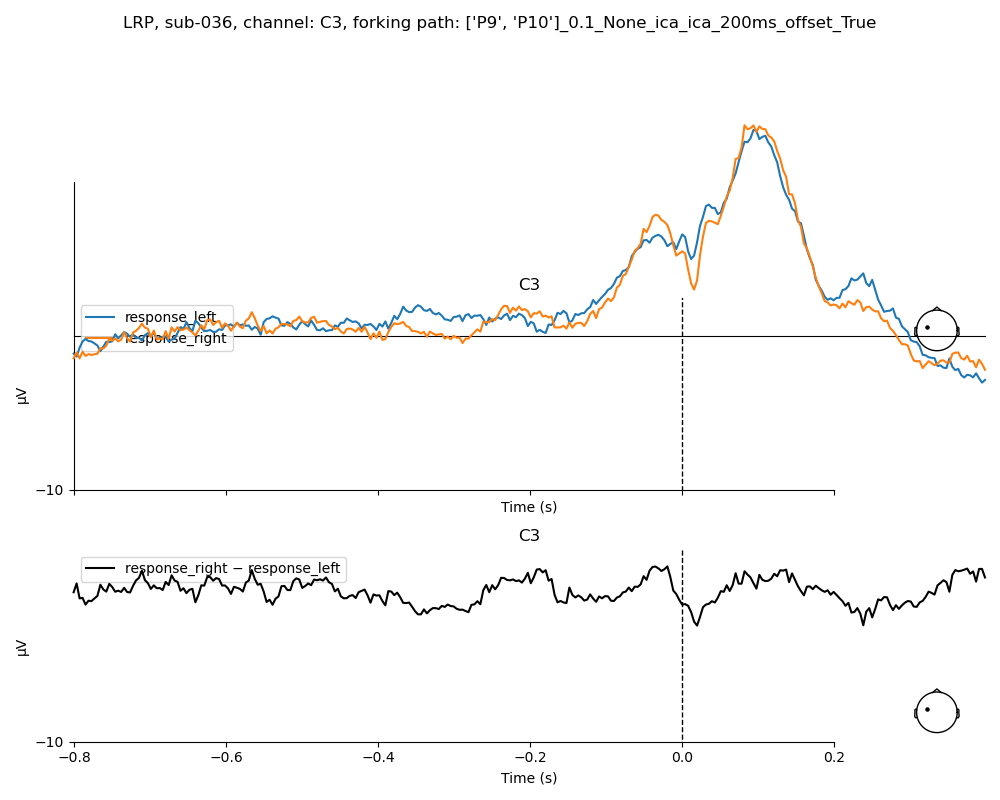 LRP, sub-036, channel: C3, forking path: ['P9', 'P10']_0.1_None_ica_ica_200ms_offset_True
C3
response_left
response_right
µV
−10
Time (s)
C3
response_right − response_left
µV
−10
−0.8 −0.6 −0.4 −0.2 0.0 0.2
Time (s)